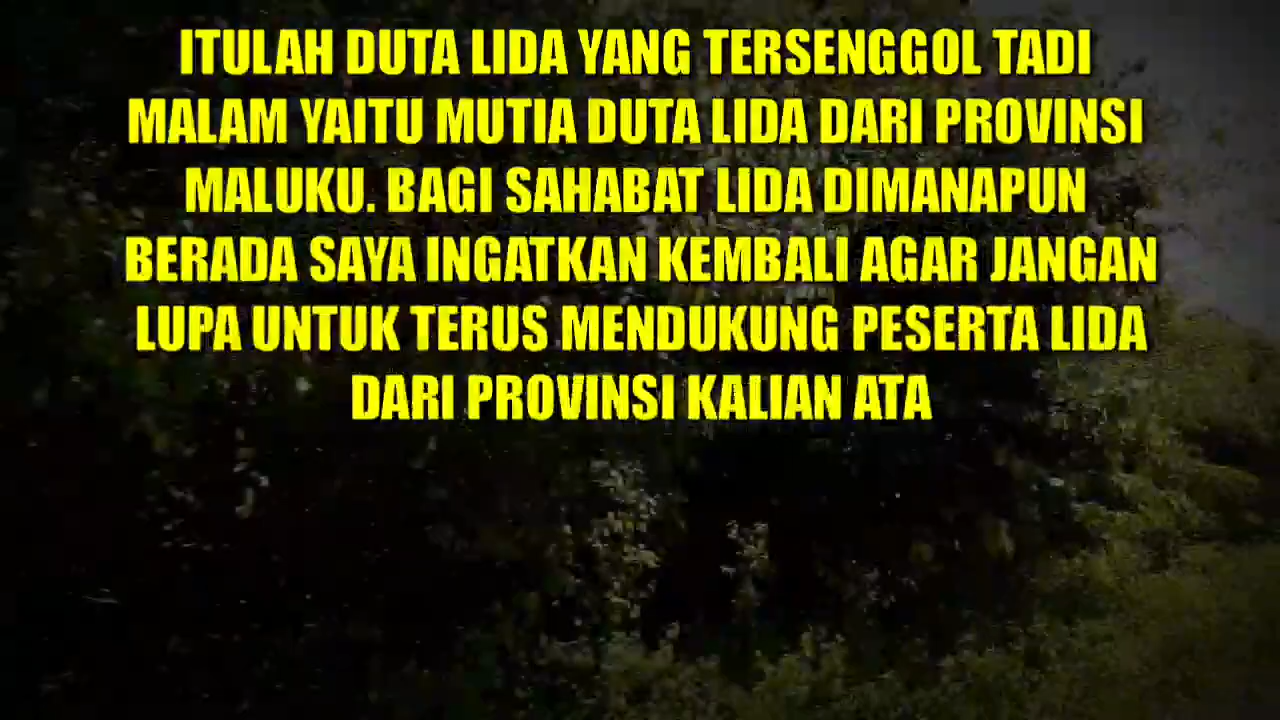 ITULAH DUTA LIDA YANG TERSENGGOL TADI
MALAM YAITU MUTIA DUTA LIDA DARI PROVINSI
MALUKU. BAGI SAHABAT LIDA DIMANAPUN
BERADA SAYA INGATKAN KEMBALI AGAR JANGAN
LUPA UNTUK TERUS MENDUKUNG PESERTA LIDA
DARI PROVINSI KALIAN ATA